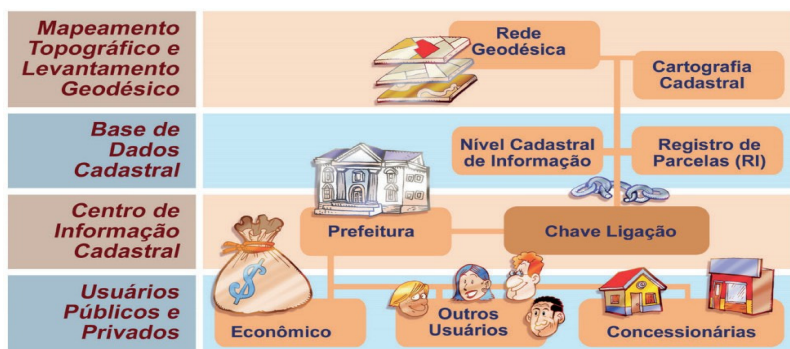 Mapeamento
Topográfico e
Levantamento
Geodésico
Rede
Geodésica
Cartografia
Cadastral
Base de
Dados
Cadastral
Nível Cadastral
de Informação
Registro de
Parcelas (RI)
Centro de
Informação
Cadastral
Prefeitura
Chave Ligação
Usuários
Públicos e
Privados
$
Econômico
Outros
Usuários
Concessionárias